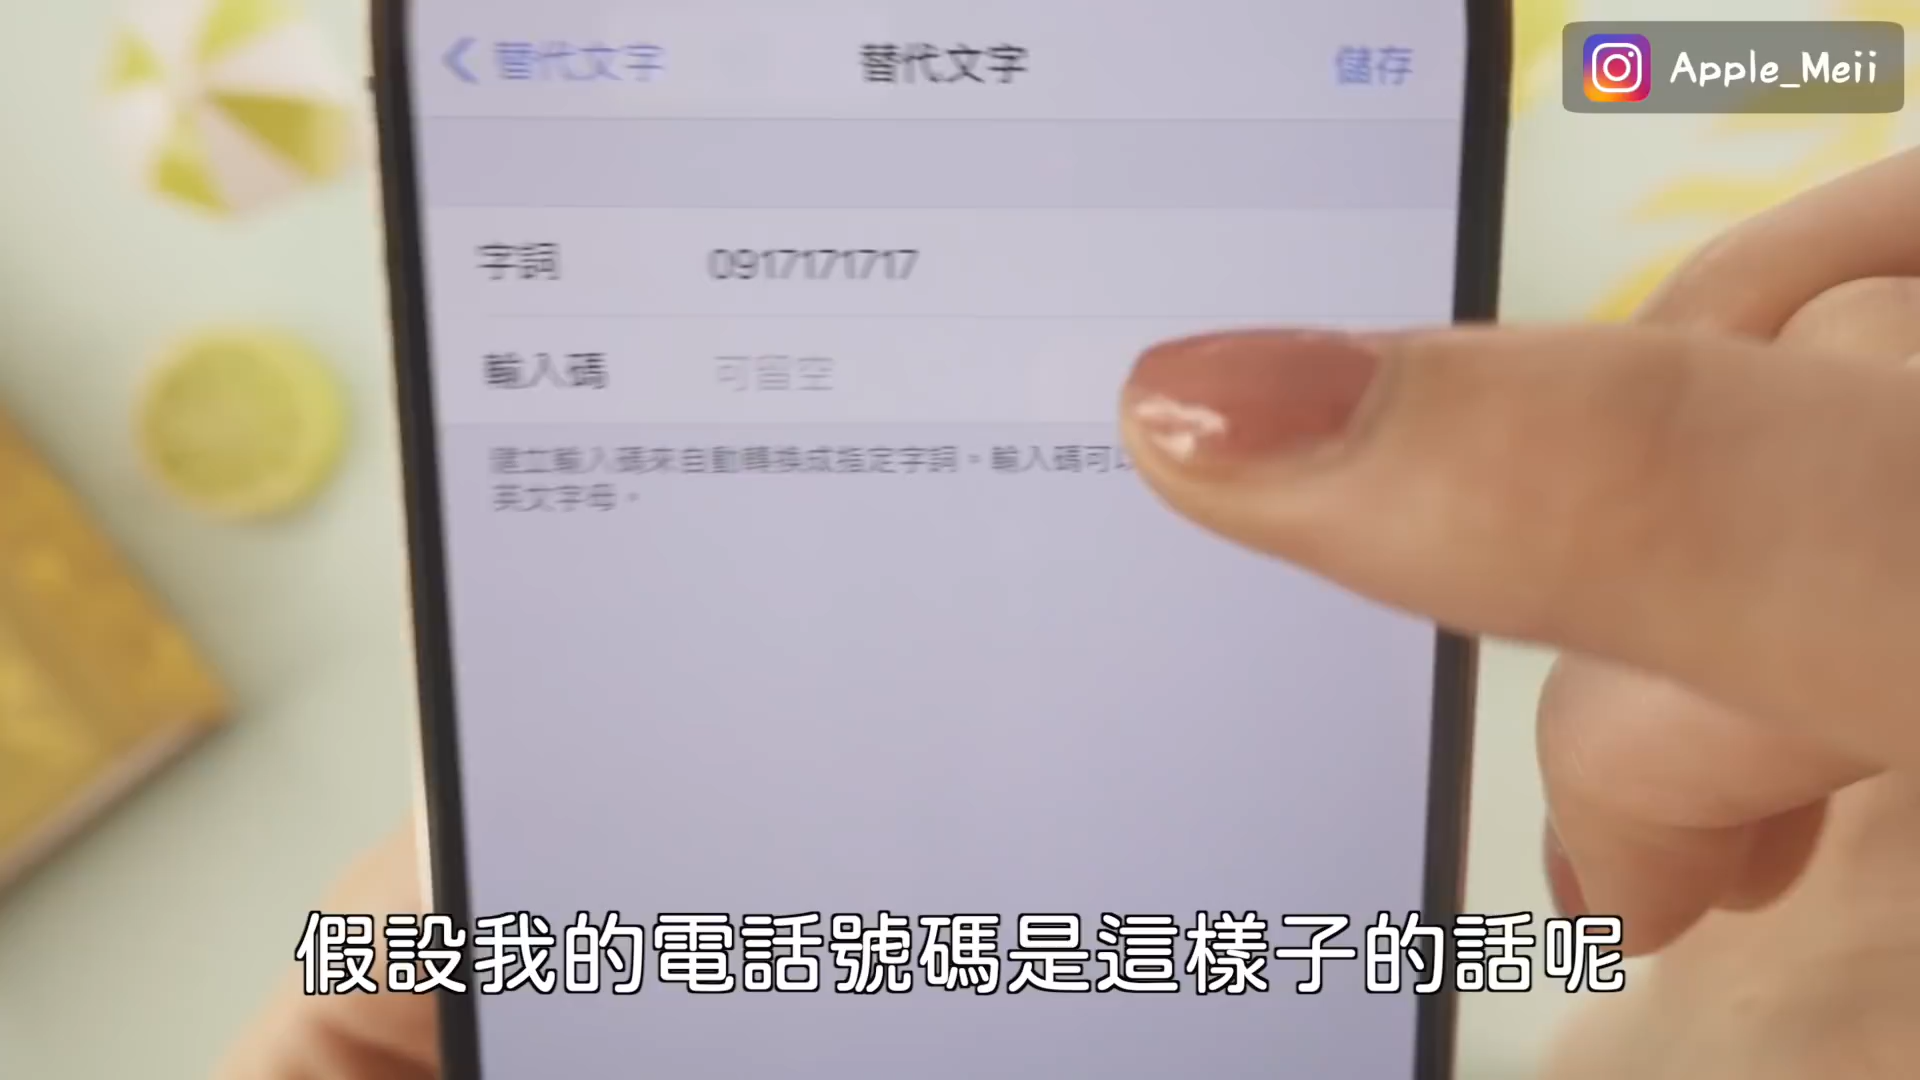 替代文字
替代文字
儲存
Apple_Meii
字詞
0917171717
輸入碼
可留空
建立輸入碼來自動轉換成指定字詞。輸入碼可以
英文字母。
假設我的電話號碼是這樣子的話呢